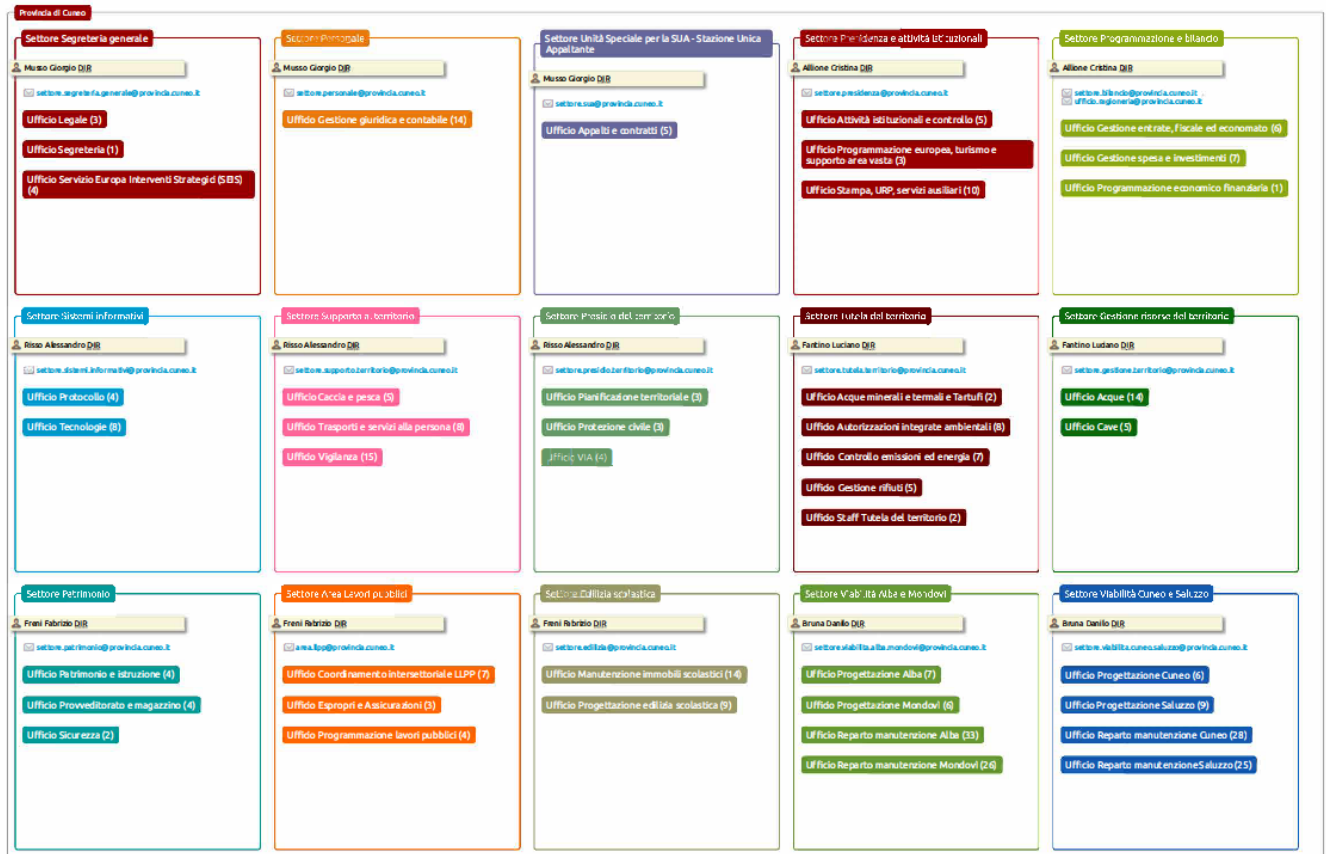 Provincia di Cuneo
Settore Segreteria generale
Musso Giorgio DIR
settore.segreteria.generale@provincia.cuneo.it
Ufficio Legale (3)
Ufficio Segreteria (1)
Ufficio Servizio Europa Interventi Strategici (SEIS)
(4)
Settore Personale
Musso Giorgio DIR
settore.personale@provincia.cuneo.it
Ufficio Gestione giuridica e contabile (14)
Settore Unità Speciale per la SUA - Stazione Unica
Appaltante
Musso Giorgio DIR
settore.sua@provincia.cuneo.it
Ufficio Appalti e contratti (5)
Settore Presidenza e attività istituzionali
Allione Cristina DIR
settore.presidenza@provincia.cuneo.it
Ufficio Attività istituzionali e controllo (5)
Ufficio Programmazione europea, turismo e
supporto area vasta (3)
Ufficio Stampa, URP, servizi ausiliari (10)
Settore Programmazione e bilancio
Allione Cristina DIR
settore.bilancio@provincia.cuneo.it
ufficio.ragioneria@provincia.cuneo.it
Ufficio Gestione entrate, fiscale ed economato (6)
Ufficio Gestione spesa e investimenti (7)
Ufficio Programmazione economico finanziaria (1)
Settore Sistemi informativi
Risso Alessandro DIR
settore.sistemi.informativi@provincia.cuneo.it
Ufficio Protocollo (4)
Ufficio Tecnologie (8)
Settore Supporto al territorio
Risso Alessandro DIR
settore.supporto.territorio@provincia.cuneo.it
Ufficio Caccia e pesca (5)
Ufficio Trasporti e servizi alla persona (8)
Ufficio Vigilanza (15)
Settore Presidio del territorio
Risso Alessandro DIR
settore.presidio.territorio@provincia.cuneo.it
Ufficio Pianificazione territoriale (3)
Ufficio Protezione civile (3)
Ufficio VIA (4)
Settore Tutela del territorio
Fantino Luciano DIR
settore.tutela.territorio@provincia.cuneo.it
Ufficio Acque minerali e termali e Tartufi (2)
Ufficio Autorizzazioni integrate ambientali (8)
Ufficio Controllo emissioni ed energia (7)
Ufficio Gestione rifiuti (5)
Ufficio Staff Tutela del territorio (2)
Settore Gestione risorse del territorio
Fantino Luciano DIR
settore.gestione.territorio@provincia.cuneo.it
Ufficio Acque (14)
Ufficio Cave (5)
Settore Patrimonio
Freni Fabrizio DIR
settore.patrimonio@provincia.cuneo.it
Ufficio Patrimonio e istruzione (4)
Ufficio Provveditorato e magazzino (4)
Ufficio Sicurezza (2)
Settore Area Lavori pubblici
Freni Fabrizio DIR
area.llpp@provincia.cuneo.it
Ufficio Coordinamento intersettoriale LLPP (7)
Ufficio Espropri e Assicurazioni (3)
Ufficio Programmazione lavori pubblici (4)
Settore Edilizia scolastica
Freni Fabrizio DIR
settore.edilizia@provincia.cuneo.it
Ufficio Manutenzione immobili scolastici (14)
Ufficio Progettazione edilizia scolastica (9)
Settore Viabilità Alba e Mondovì
Bruna Danilo DIR
settore.viabilita.alba.mondovi@provincia.cuneo.it
Ufficio Progettazione Alba (7)
Ufficio Progettazione Mondovì (6)
Ufficio Reparto manutenzione Alba (33)
Ufficio Reparto manutenzione Mondovì (26)
Settore Viabilità Cuneo e Saluzzo
Bruna Danilo DIR
settore.viabilita.cuneo.saluzzo@provincia.cuneo.it
Ufficio Progettazione Cuneo (6)
Ufficio Progettazione Saluzzo (9)
Ufficio Reparto manutenzione Cuneo (28)
Ufficio Reparto manutenzione Saluzzo (25)